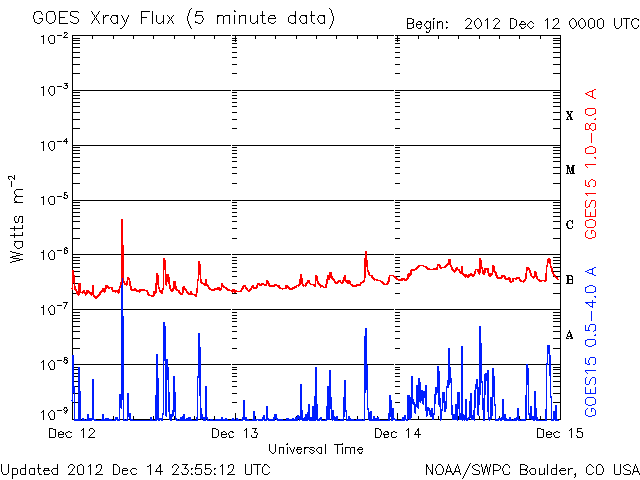 GOES Xray Flux (5 minute data)
Begin: 2012 Dec 12 0000 UTC
10-2
10-3
10-4
10-5
10-6
10-7
10-8
10-9
Watts m-2
X
M
C
B
A
GOES15 1.0-8.0 A
GOES15 0.5-4.0 A
Dec 12
Dec 13
Dec 14
Dec 15
Universal Time
Updated 2012 Dec 14 23:55:12 UTC
NOAA/SWPC Boulder, CO USA